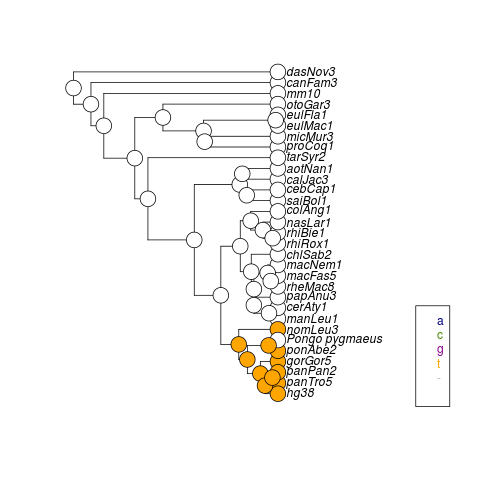 dasNov3
canFam3
mm10
otoGar3
eulFla1
eulMac1
micMur3
proCoq1
tarSyr2
aotNan1
calJac3
cebCap1
saiBol1
colAng1
nasLar1
rhiBie1
rhiRox1
chlSab2
macNem1
macFas5
rheMac8
papAnu3
cerAty1
manLeu1
nomLeu3
Pongo pygmaeus
ponAbe2
gorGor5
panPan2
panTro5
hg38
a
c
g
t
-